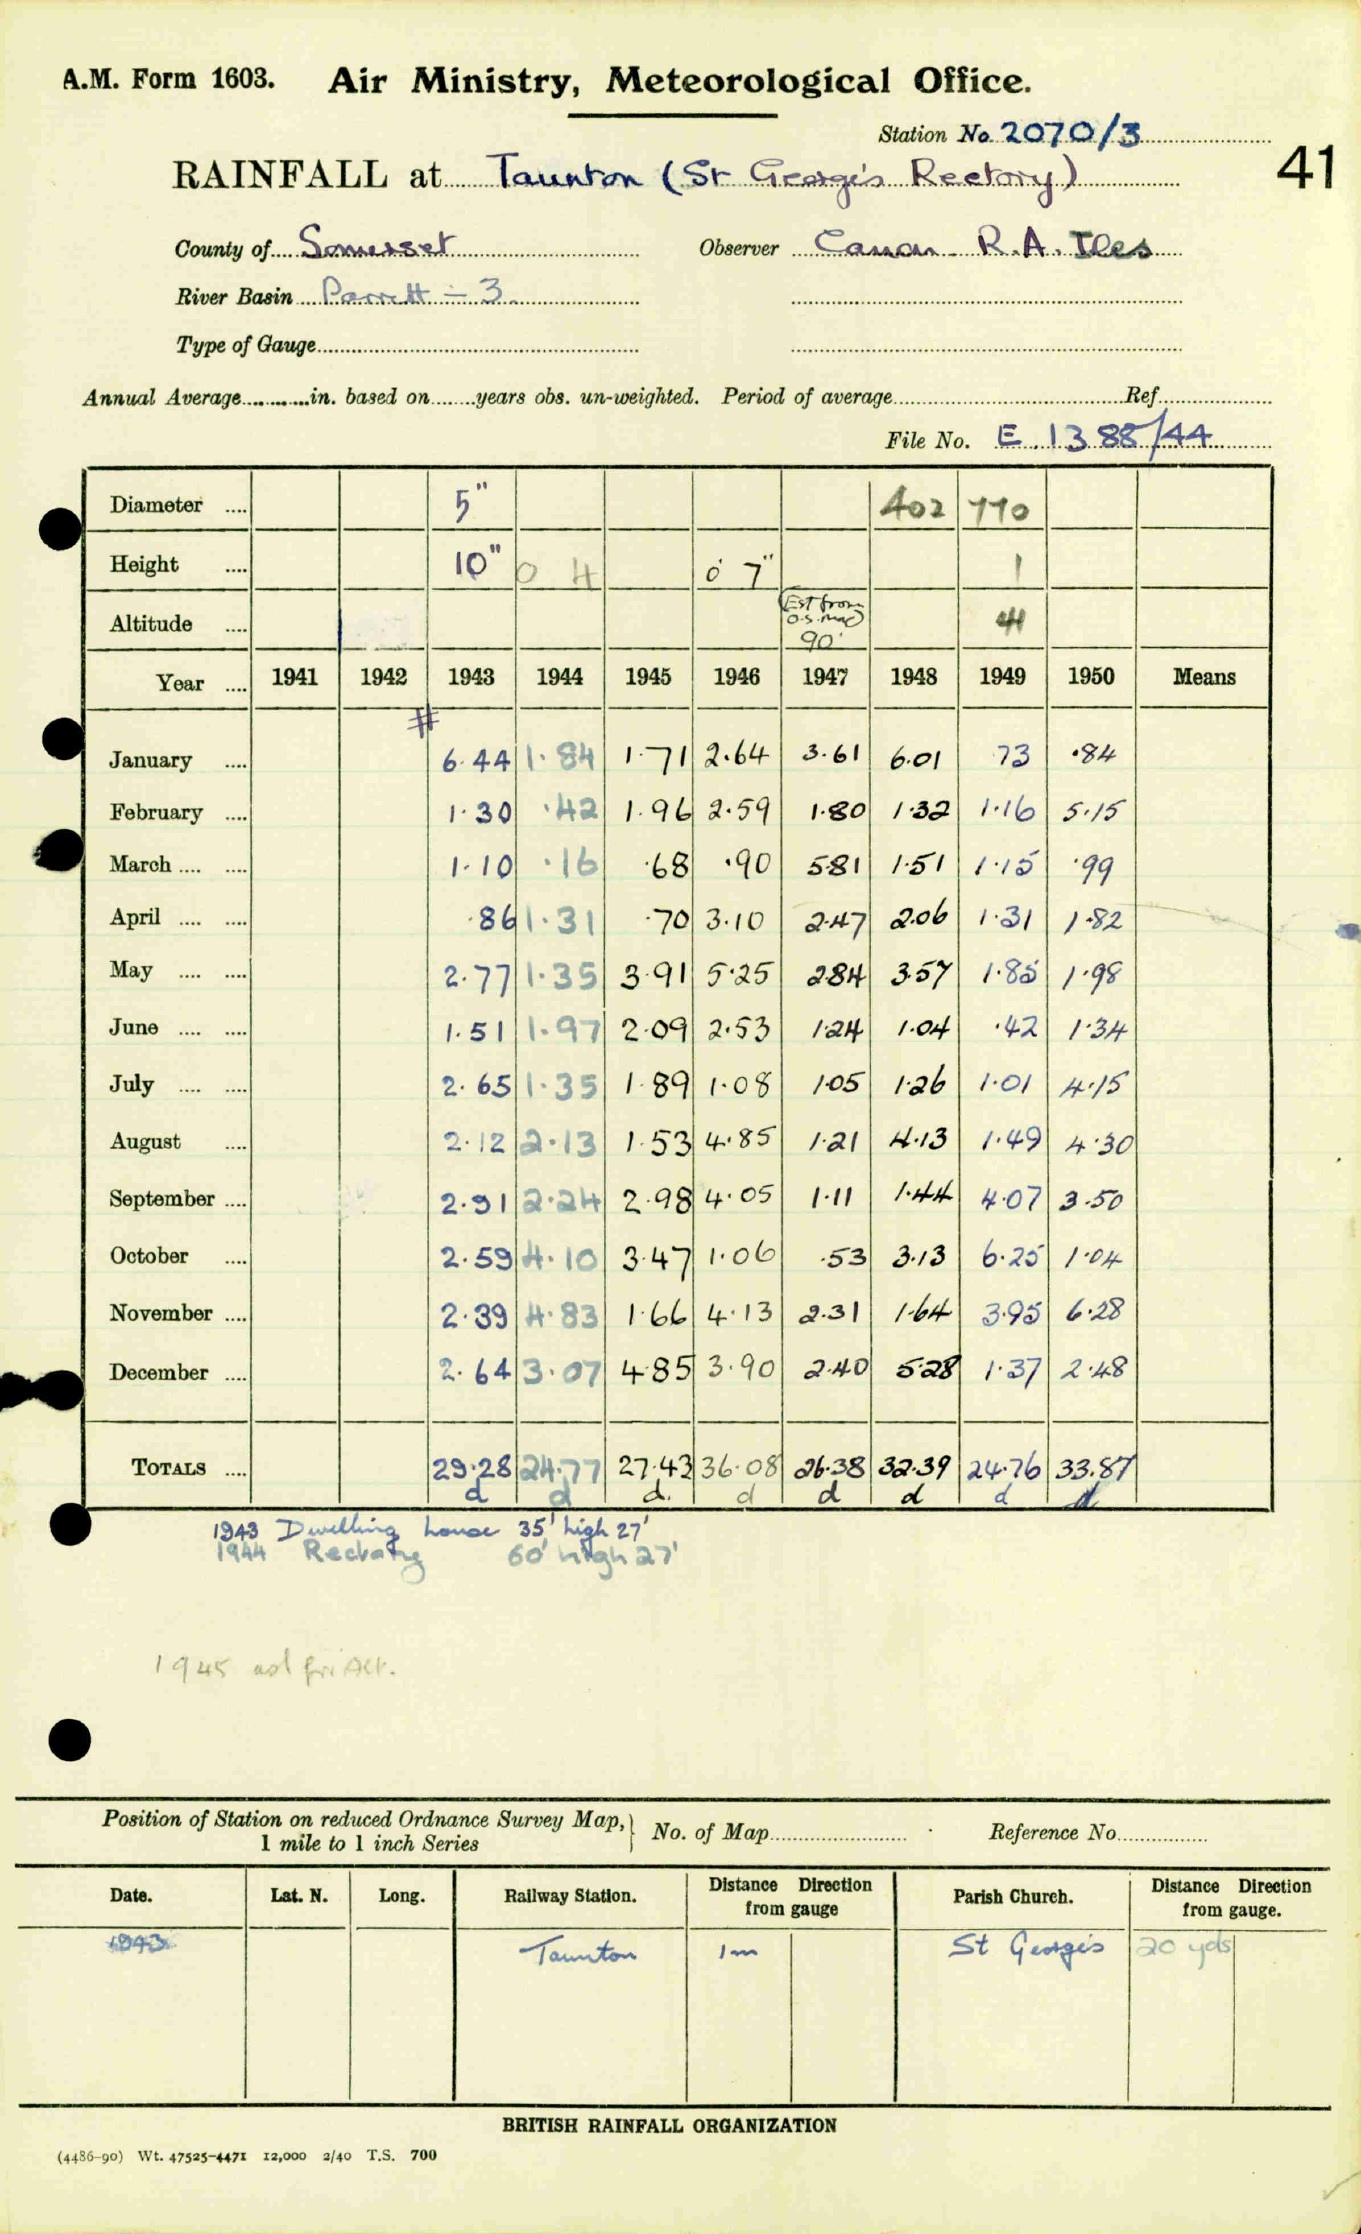 A.M. Form 1603. Air Ministry, Meteorological Office.
Station No. 2070/3
41
RAINFALL at Taunton (St George's Rectory)
County of Somerset Observer Canon R.A. Iles
River Basin Parrett - 3
Type of Gauge
Annual Average in. based on years obs. un-weighted. Period of average Ref
File No. E.1388/44
Diameter 5" 402 770
Height 10" 0 4 0' 7" 1
Altitude (Est from O.S. map) 90' 41
Year 1941 1942 1943 1944 1945 1946 1947 1948 1949 1950 Means
#
January 6.44 1.84 1.71 2.64 3.61 6.01 .73 .84
February 1.30 .42 1.96 2.59 1.80 1.32 1.16 5.15
March 1.10 .16 .68 .90 5.81 1.51 1.15 .99
April .86 1.31 .70 3.10 2.47 2.06 1.31 1.82
May 2.77 1.35 3.91 5.25 2.84 3.57 1.85 1.98
June 1.51 1.97 2.09 2.53 1.24 1.04 .42 1.34
July 2.65 1.35 1.89 1.08 1.05 1.26 1.01 4.15
August 2.12 2.13 1.53 4.85 1.21 4.13 1.49 4.30
September 2.91 2.24 2.98 4.05 1.11 1.44 4.07 3.50
October 2.59 4.10 3.47 1.06 .53 3.13 6.25 1.04
November 2.39 4.83 1.66 4.13 2.31 1.64 3.95 6.28
December 2.64 3.07 4.85 3.90 2.40 5.28 1.37 2.48
TOTALS 29.28 24.77 27.43 36.08 26.38 32.39 24.76 33.87
d d d. d d d d d
1943 Dwelling house 35' high 27'
1944 Rectory 60' high 27'
1945
Position of Station on reduced Ordnance Survey Map, 1 mile to 1 inch Series } No. of Map Reference No.
Date. Lat. N. Long. Railway Station. Distance Direction from gauge Parish Church. Distance Direction from gauge.
1943 Taunton 1m St George's 20 yds
BRITISH RAINFALL ORGANIZATION
(4486-90) Wt. 47525-4471 12,000 2/40 T.S. 700